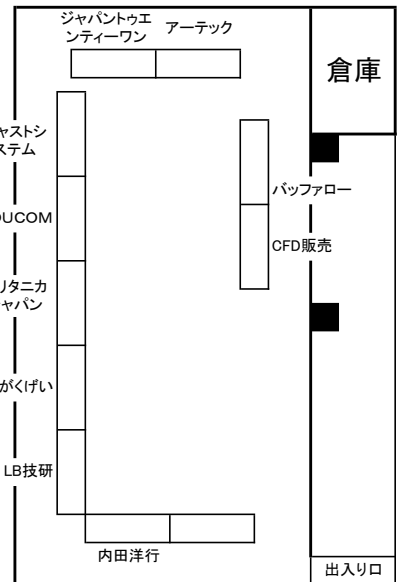 ジャパントゥエ
ンティーワン
アーテック
倉庫
ャストシ
ステム
バッファロー
UCOM
CFD販売
リタニカ
ャパン
がくげい
LB技研
内田洋行
出入り口